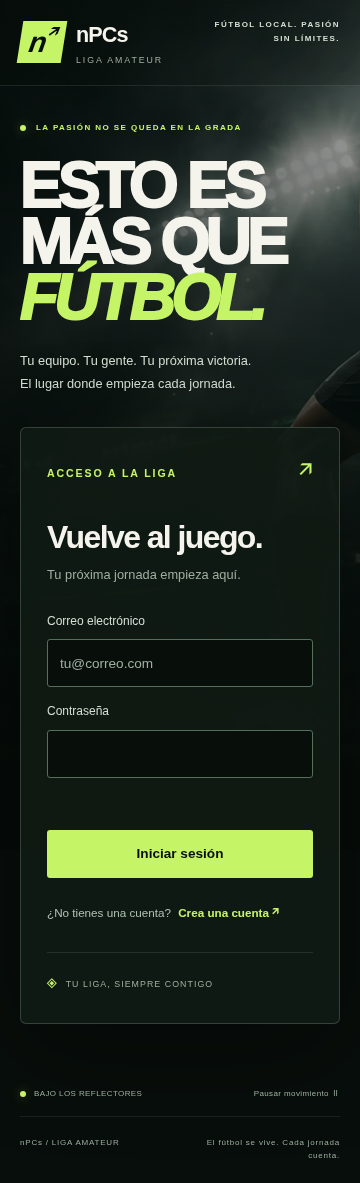 n
nPCs
LIGA AMATEUR
FÚTBOL LOCAL. PASIÓN
SIN LÍMITES.
LA PASIÓN NO SE QUEDA EN LA GRADA
ESTO ES
MÁS QUE
FÚTBOL.
Tu equipo. Tu gente. Tu próxima victoria.
El lugar donde empieza cada jornada.
ACCESO A LA LIGA
Vuelve al juego.
Tu próxima jornada empieza aquí.
Correo electrónico
tu@correo.com
Contraseña
Iniciar sesión
¿No tienes una cuenta? Crea una cuenta
TU LIGA, SIEMPRE CONTIGO
BAJO LOS REFLECTORES
Pausar movimiento
nPCs / LIGA AMATEUR
El fútbol se vive. Cada jornada
cuenta.